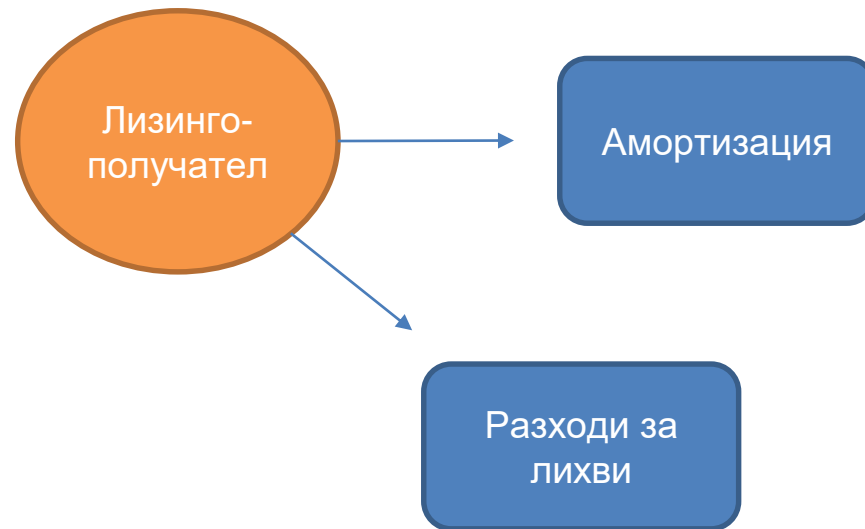 Лизинго-
получател
Амортизация
Разходи за
лихви